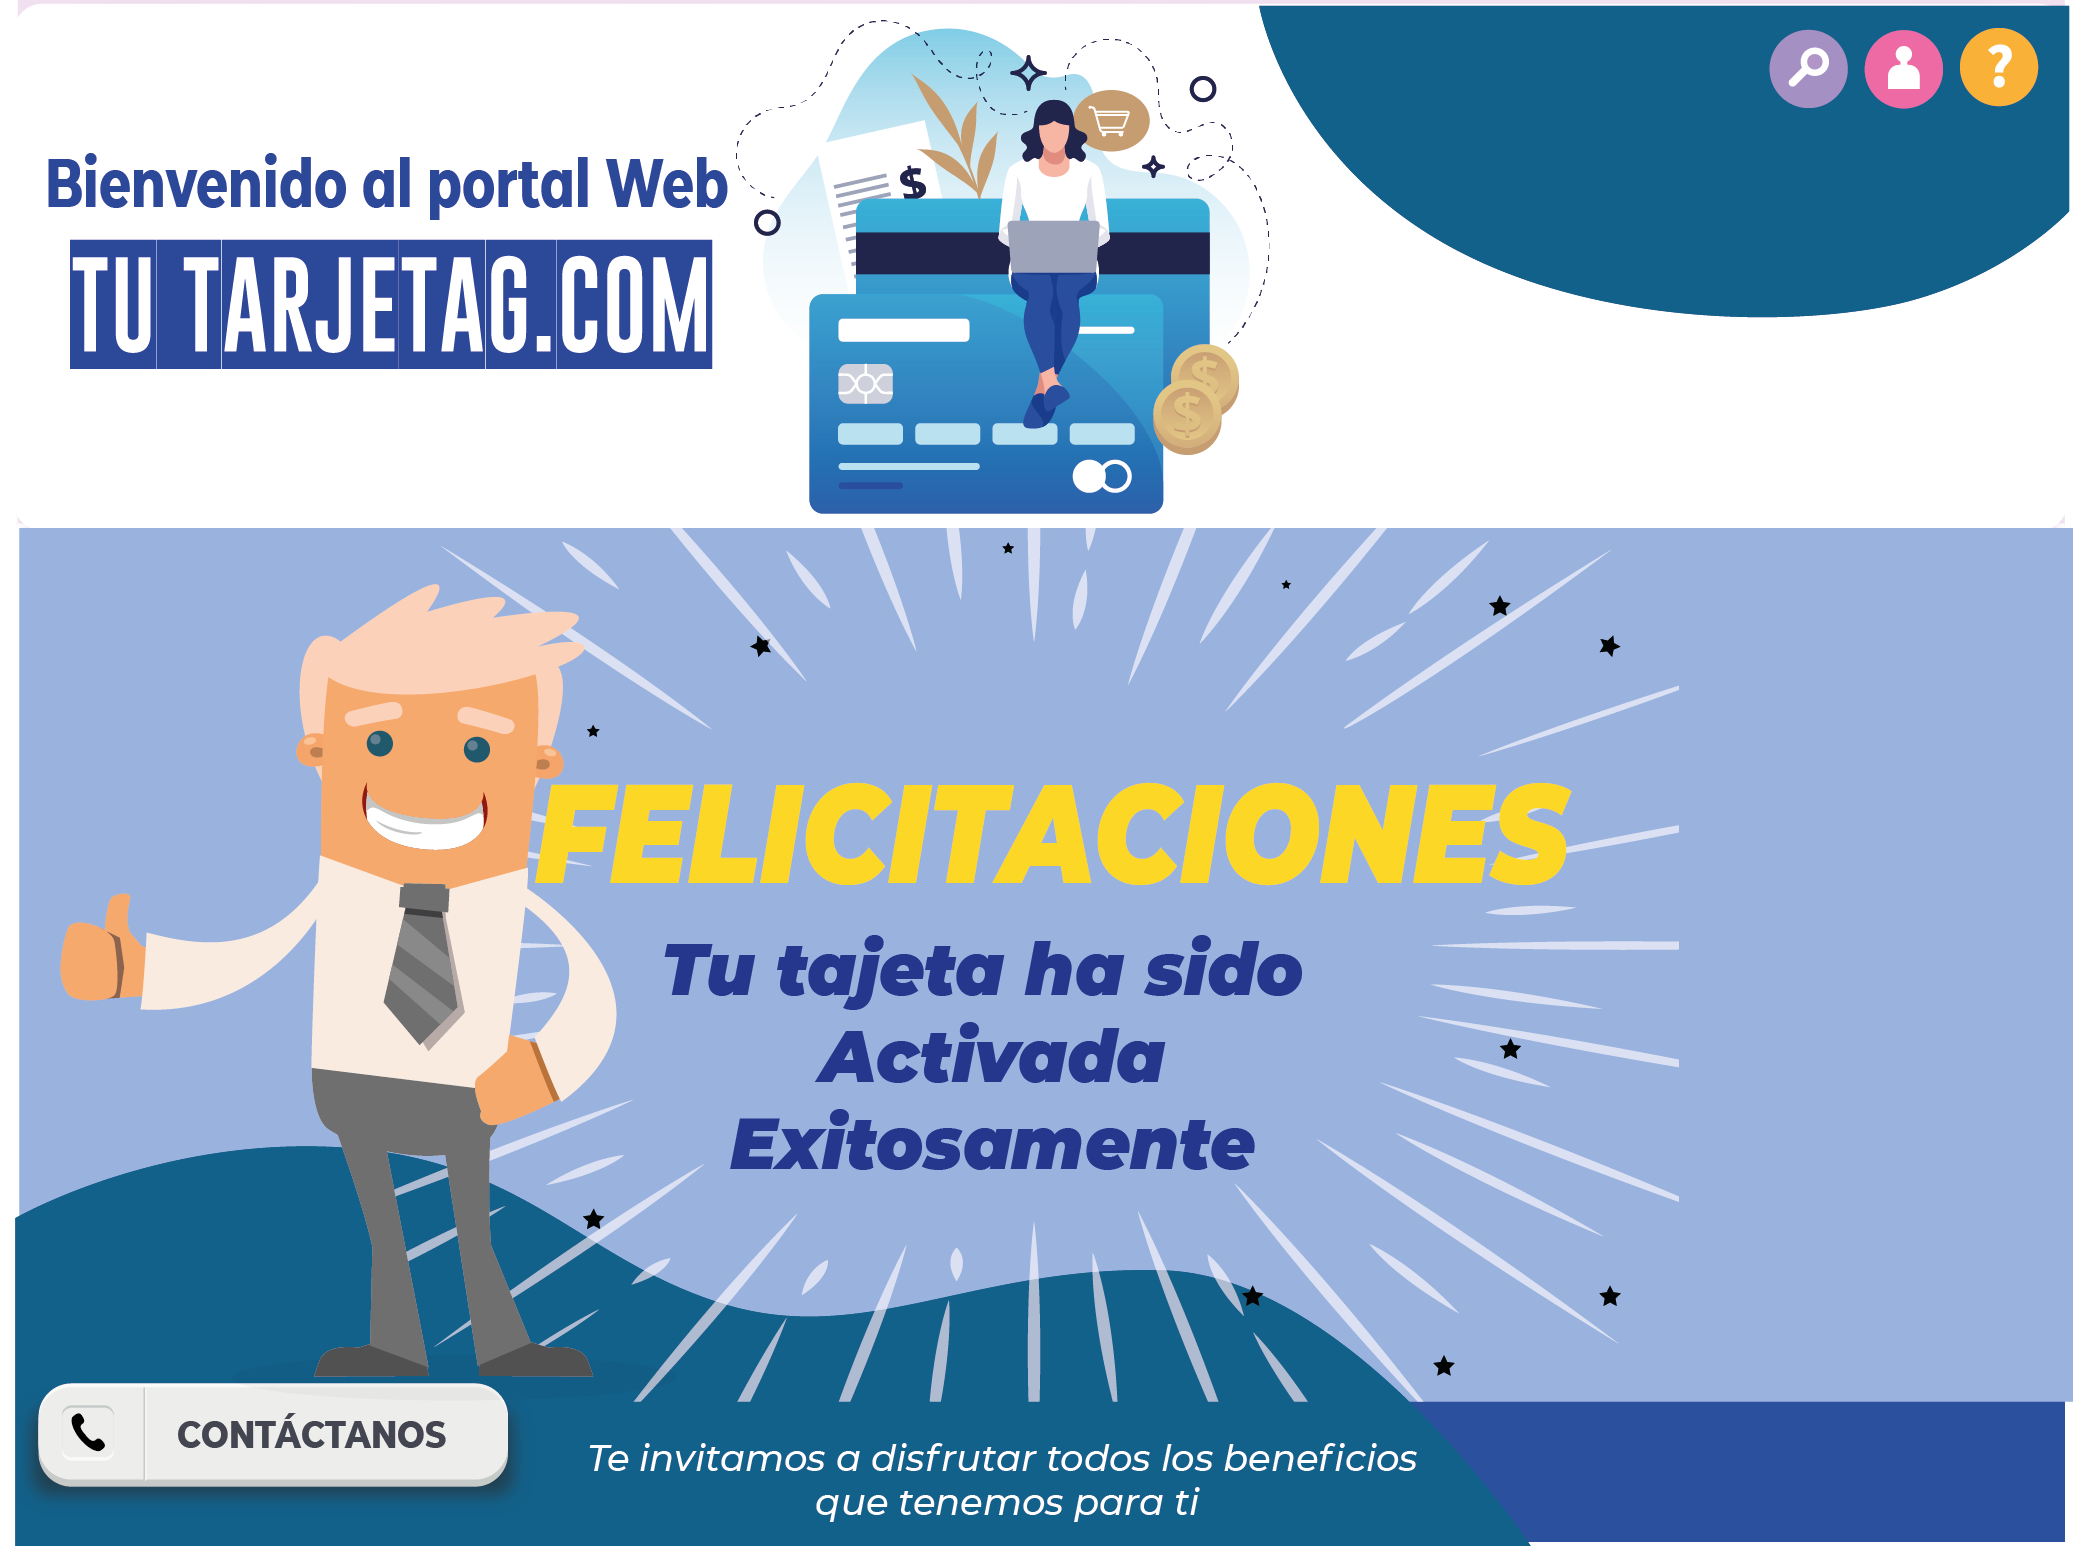 Bienvenido al portal Web
TU TARJETAG.COM
$
?
$
$
FELICITACIONES
Tu tajeta ha sido
Activada
Exitosamente
CONTÁCTANOS
Te invitamos a disfrutar todos los beneficios
que tenemos para ti